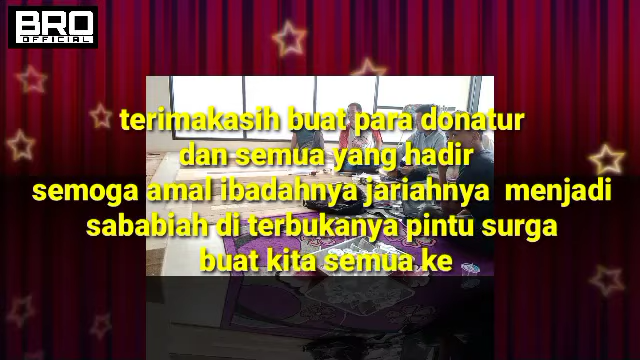 BRO
OFFICIAL
terimakasih buat para donatur
dan semua yang hadir
semoga amal ibadahnya jariahnya menjadi
sababiah di terbukanya pintu surga
buat kita semua ke